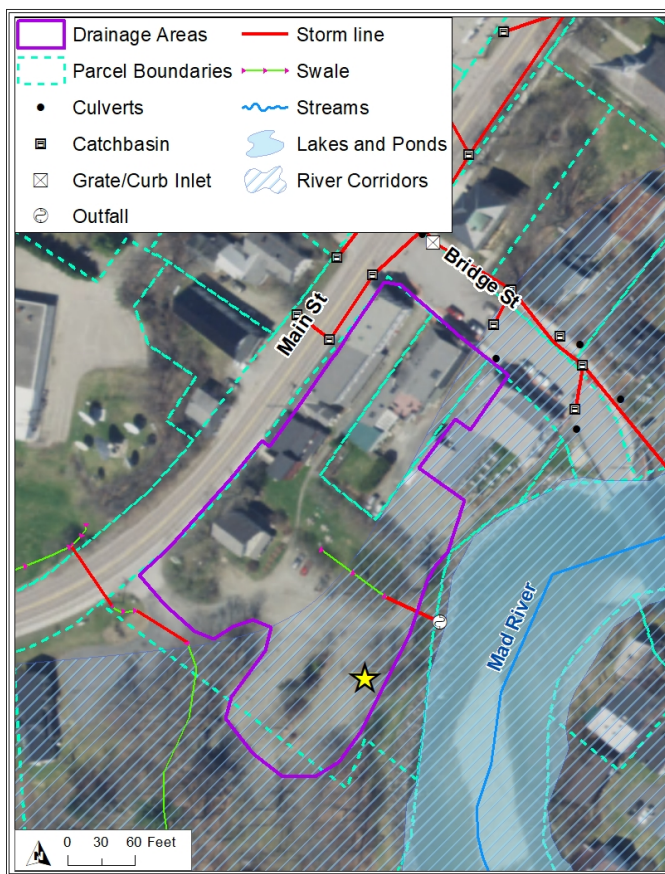 Drainage Areas
Storm line
Parcel Boundaries
Swale
Culverts
Streams
Catchbasin
Lakes and Ponds
Grate/Curb Inlet
River Corridors
Outfall
Bridge St
Main St
Mad River
N
0 30 60 Feet